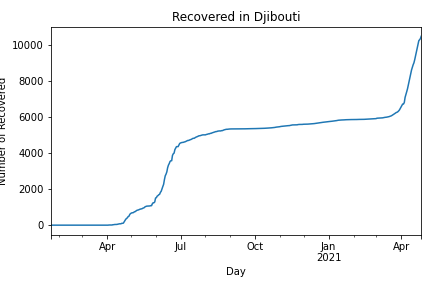 Recovered in Djibouti
Number of Recovered
10000
8000
6000
4000
2000
0
Apr
Jul
Oct
Jan
2021
Apr
Day